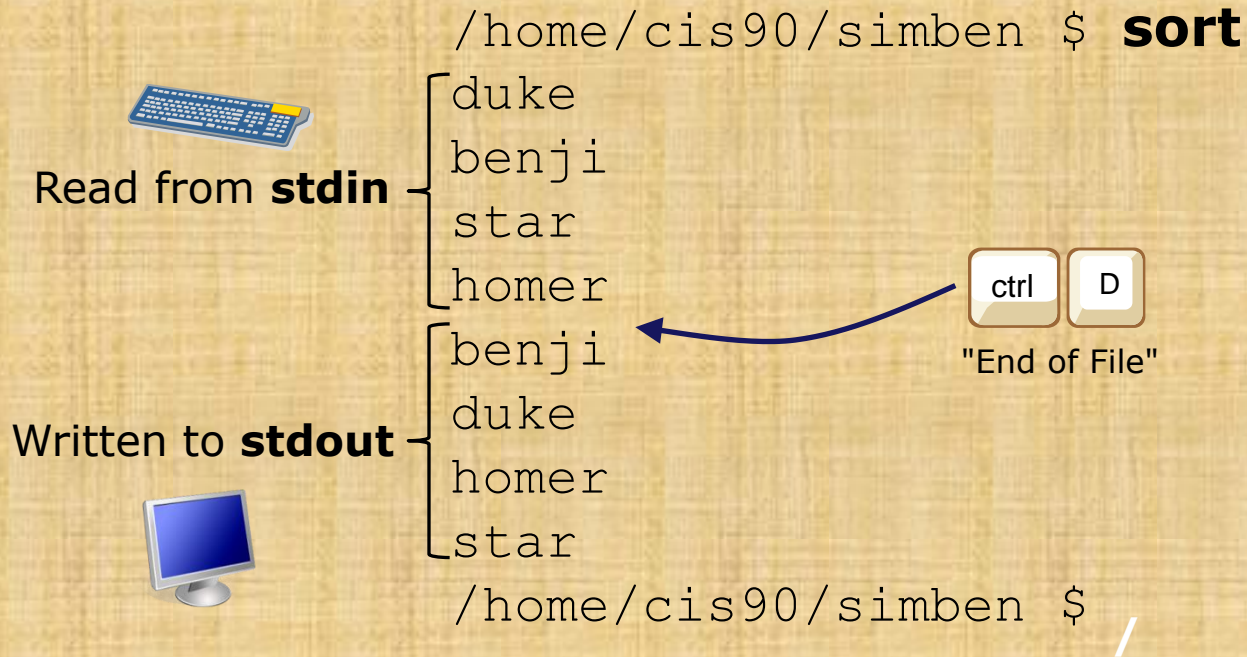 /home/cis90/simben $ sort
duke
benji
Read from stdin
star
homer
ctrl D
benji
"End of File"
duke
Written to stdout
homer
star
/home/cis90/simben $
/